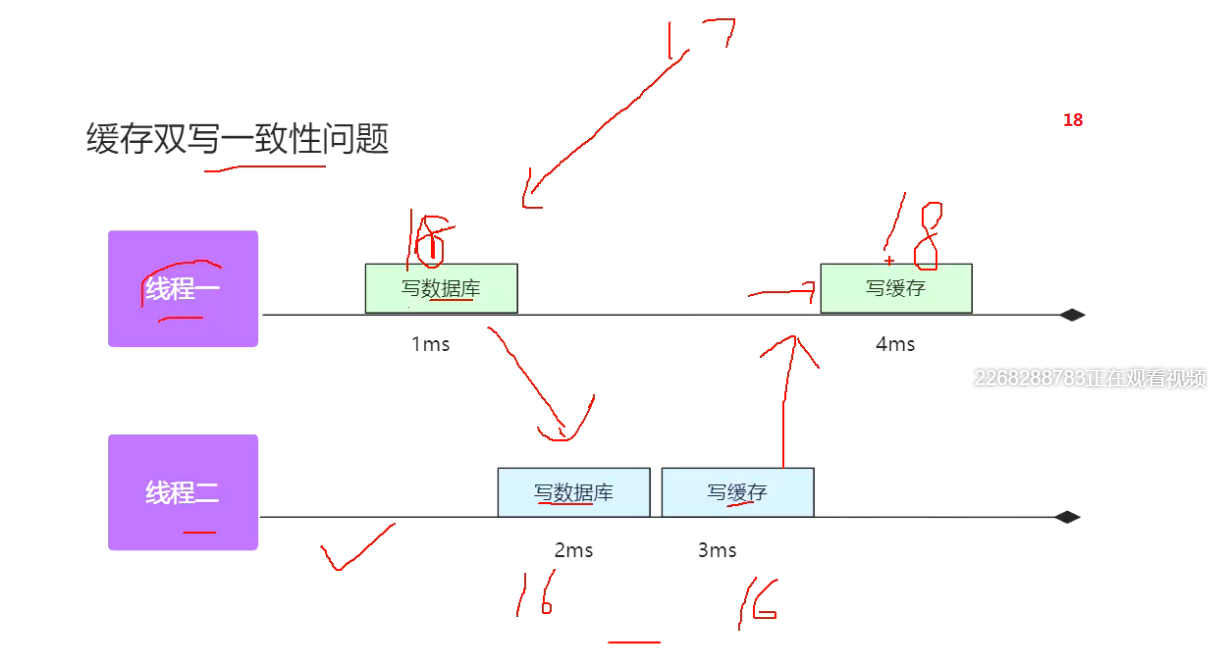 17
缓存双写一致性问题
18
18
18
线程一
写数据库
写缓存
1ms
4ms
2268288783正在观看视频
线程二
写数据库
写缓存
2ms
3ms
16
16